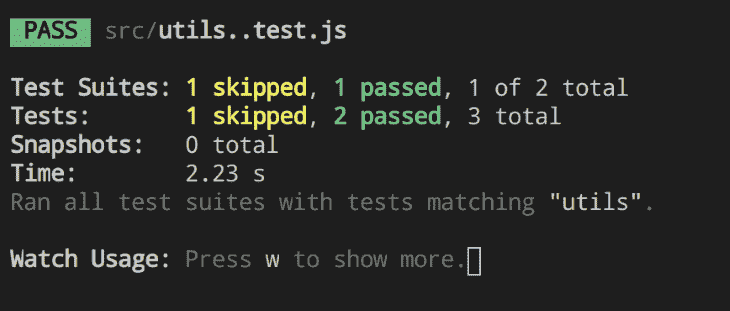 PASS src/utils..test.js
Test Suites: 1 skipped, 1 passed, 1 of 2 total
Tests: 1 skipped, 2 passed, 3 total
Snapshots: 0 total
Time: 2.23 s
Ran all test suites with tests matching "utils".
Watch Usage: Press w to show more.